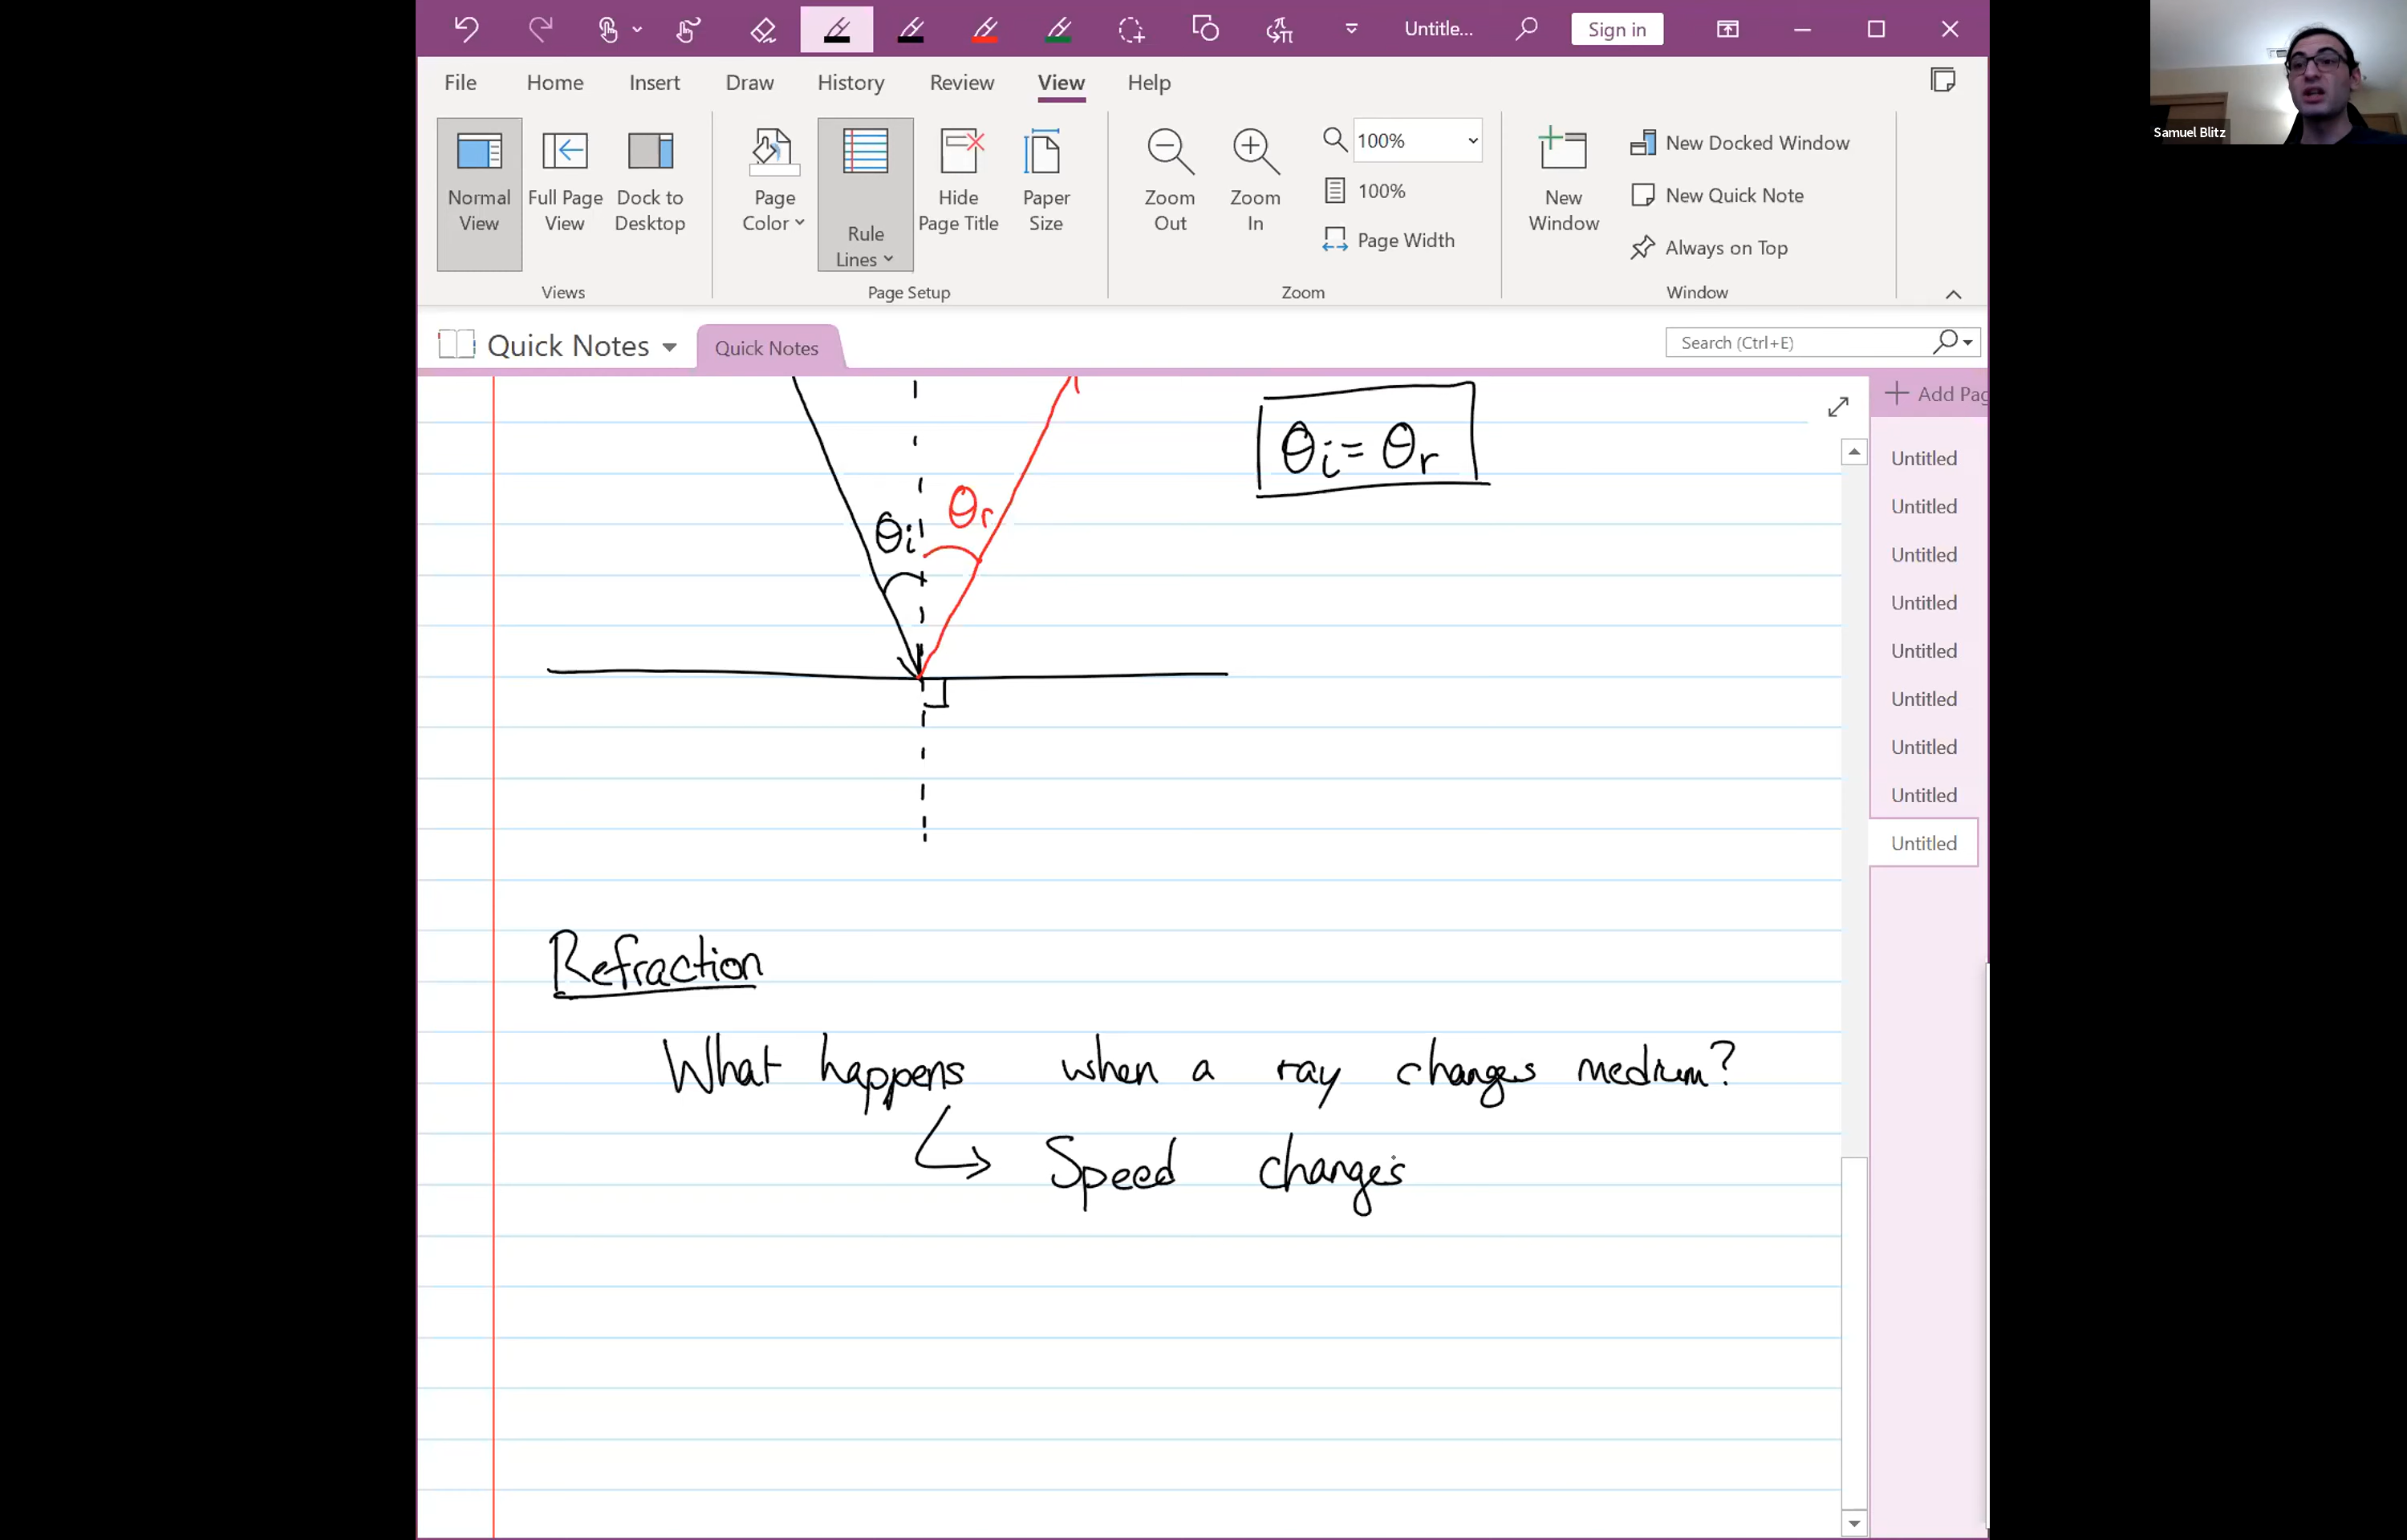 Untitle...
Sign in
File Home Insert Draw History Review View Help
Normal View
Full Page View
Dock to Desktop
Views
Page Color
Rule Lines
Hide Page Title
Paper Size
Page Setup
Zoom Out
Zoom In
100%
100%
Page Width
Zoom
New Window
New Docked Window
New Quick Note
Always on Top
Window
Samuel Blitz
Quick Notes
Quick Notes
Search (Ctrl+E)
Add Pag
Untitled
Untitled
Untitled
Untitled
Untitled
Untitled
Untitled
Untitled
Untitled
θi = θr
θi
θr
Refraction
What happens when a ray changes medium?
Speed changes